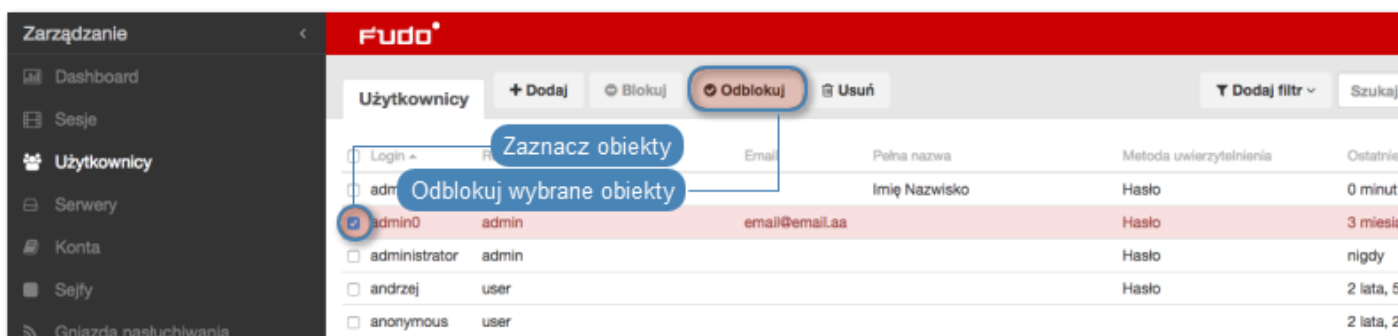 Zarządzanie
FUDO
Dashboard
Użytkownicy + Dodaj Blokuj Odblokuj Usuń Dodaj filtr Szukaj
Sesje
Zaznacz obiekty
Użytkownicy
Login Email Pełna nazwa Metoda uwierzytelnienia Ostatnie
Odblokuj wybrane obiekty
Imię Nazwisko Hasło 0 minut
Serwery
admin0 admin email@email.aa Hasło 3 miesią
Konta
administrator admin Hasło nigdy
Sejfy
andrzej user Hasło 2 lata, 5
Gniazda nasłuchiwania
anonymous user 2 lata, 2